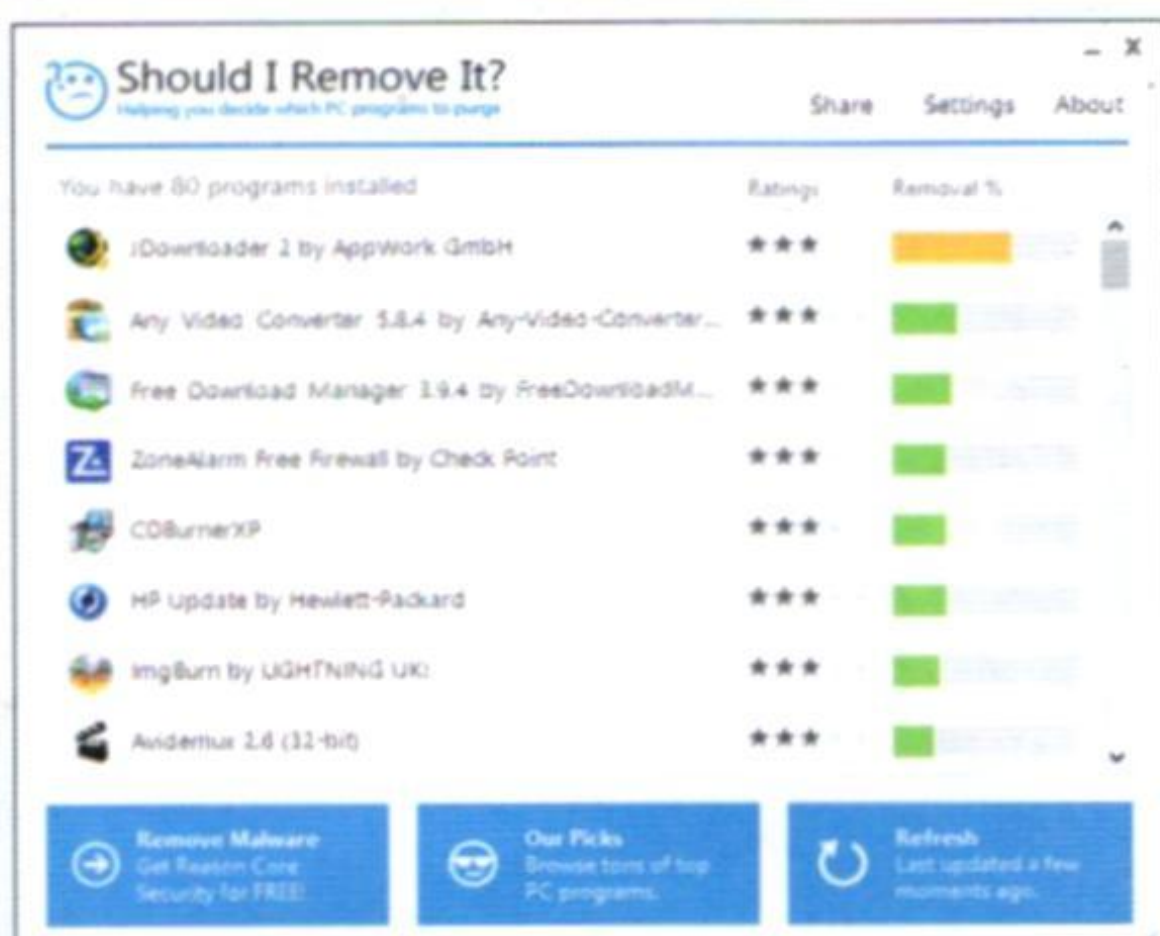 Should I Remove It?
Helping you decide which PC programs to purge
Share Settings About
You have 80 programs installed Ratings Removal %
JDownloader 2 by AppWork GmbH
Any Video Converter 5.8.4 by Any-Video-Converter...
Free Download Manager 3.9.4 by FreeDownloadM...
ZoneAlarm Free Firewall by Check Point
CDBurnerXP
HP Update by Hewlett-Packard
ImgBurn by LIGHTNING UK!
Avidemux 2.6 (32-bit)
Remove Malware
Get Reason Core
Security for FREE!
Our Picks
Browse tons of top
PC programs.
Refresh
Last updated a few
moments ago.